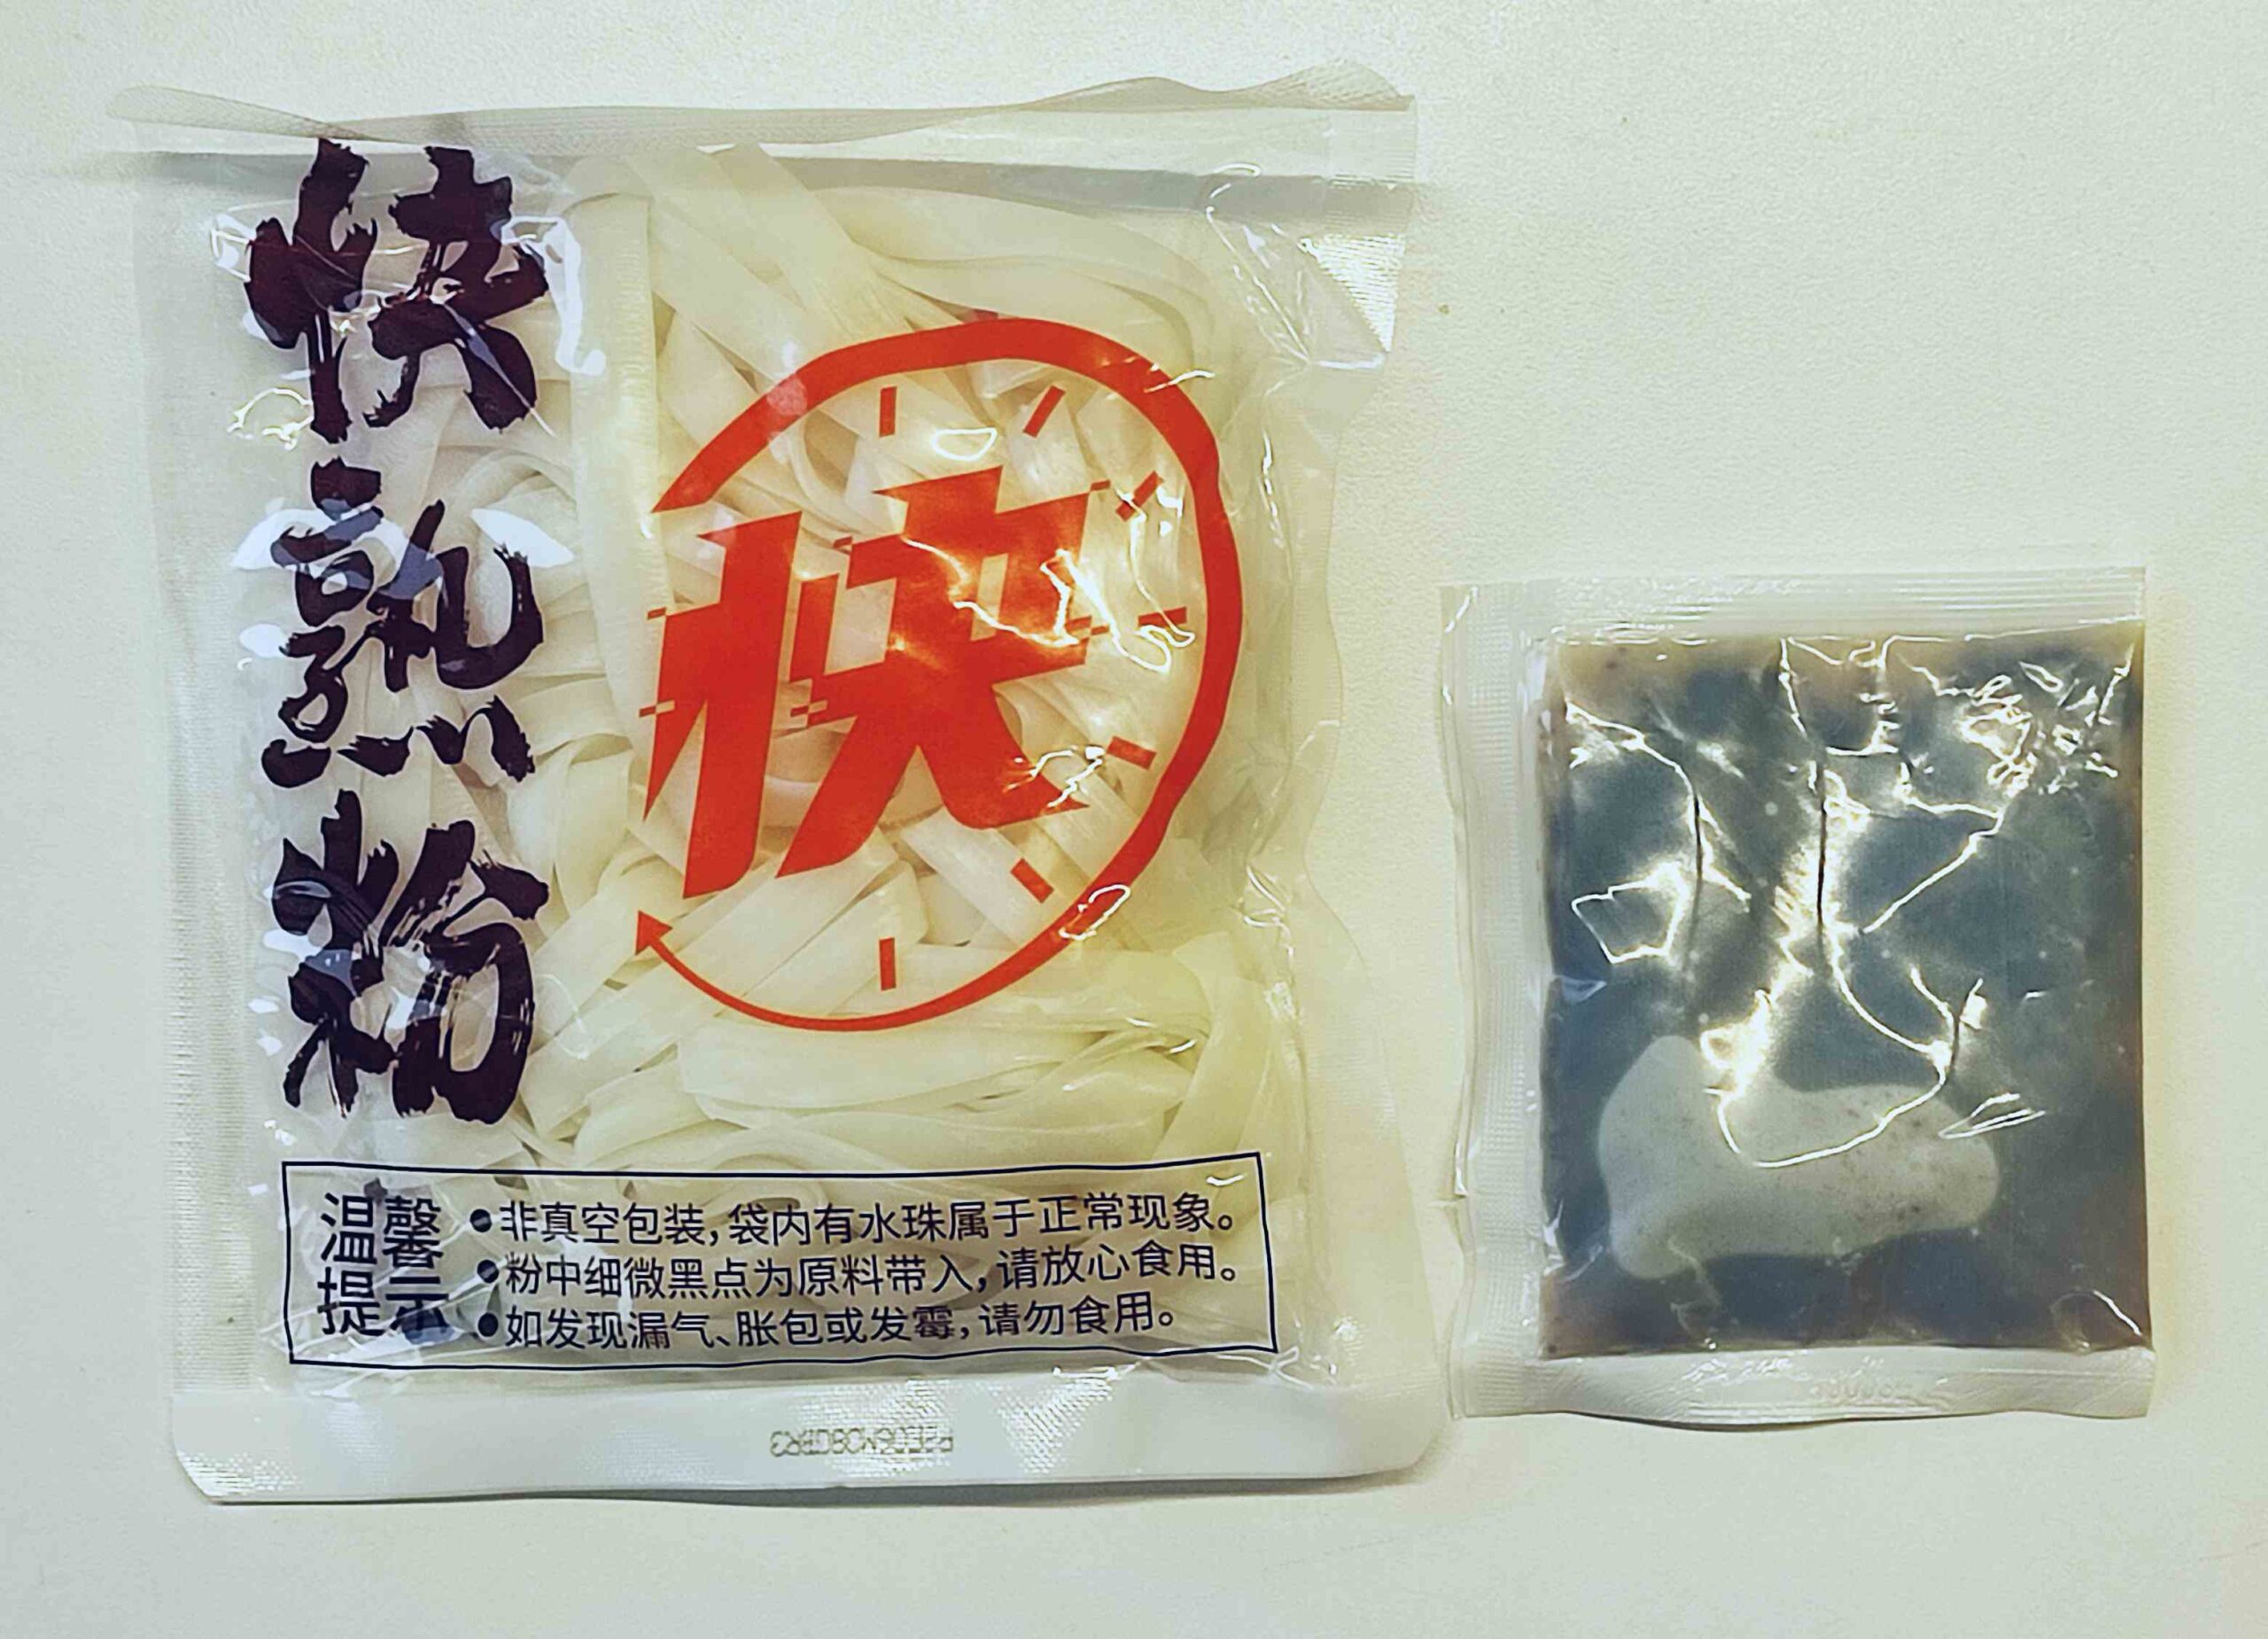 快熟粉
快
温馨
提示
●非真空包装,袋内有水珠属于正常现象。
●粉中细微黑点为原料带入,请放心食用。
●如发现漏气、胀包或发霉,请勿食用。